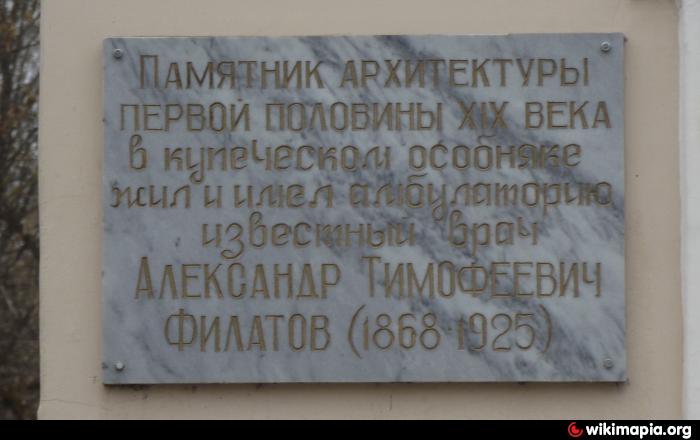 Памятник архитектуры
первой половины XIX века
в купеческом особняке
жил и имел амбулаторию
известный врач
Александр Тимофеевич
Филатов (1868-1925)
wikimapia.org